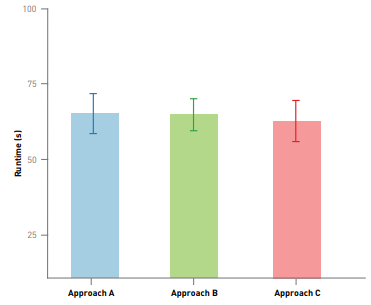 100
75
50
25
Runtime (s)
Approach A
Approach B
Approach C